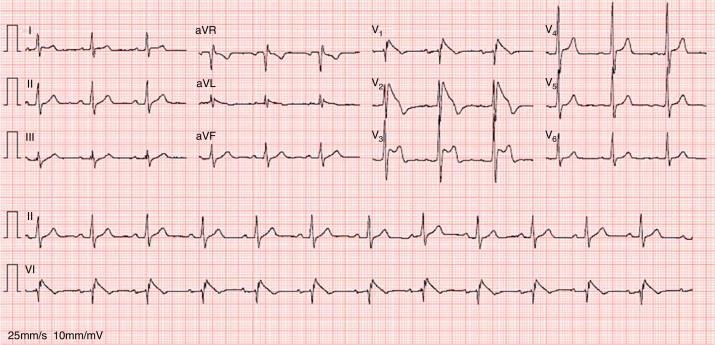 I aVR V1 V4
II aVL V2 V5
III aVF V3 V6
II
VI
25mm/s 10mm/mV